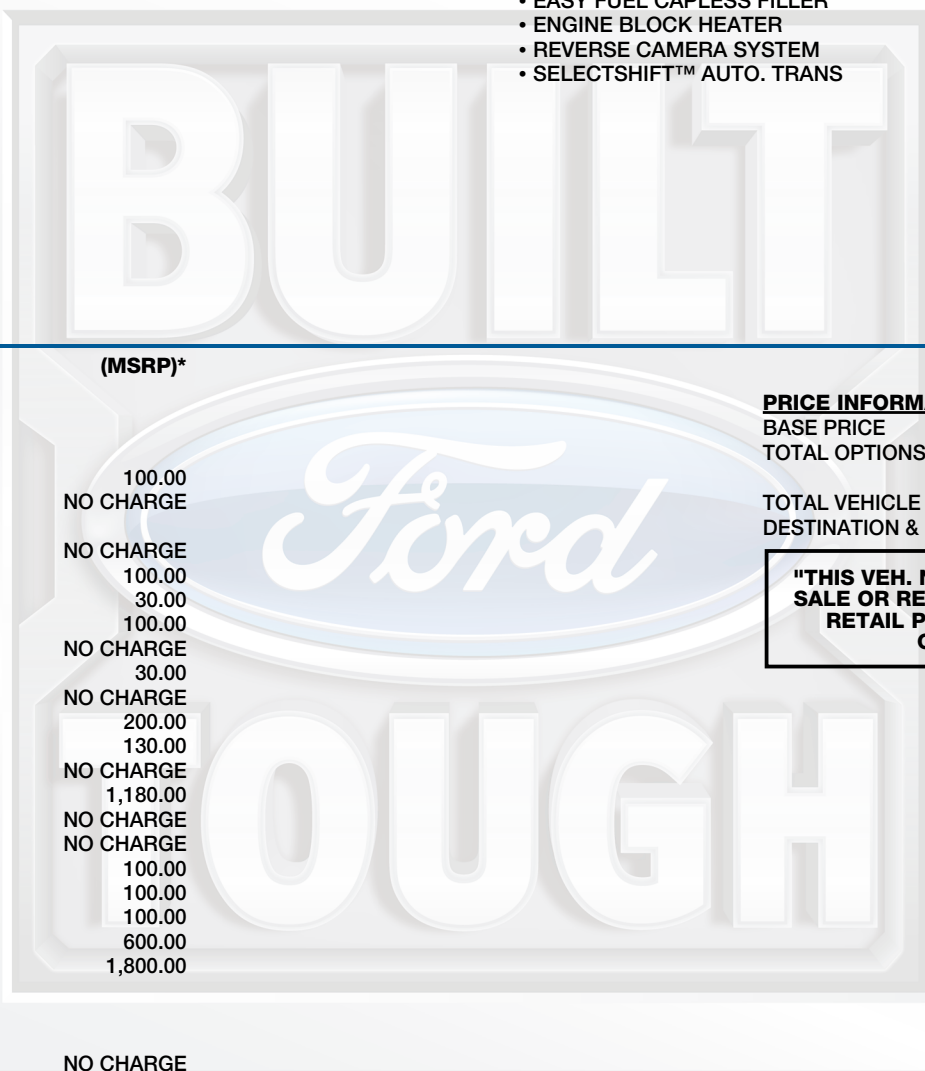 • EASY FUEL CAPLESS FILLER
• ENGINE BLOCK HEATER
• REVERSE CAMERA SYSTEM
• SELECTSHIFT™ AUTO. TRANS
BUILT
(MSRP)*
PRICE INFORM
BASE PRICE
TOTAL OPTIONS
TOTAL VEHICLE
DESTINATION &
"THIS VEH.
SALE OR RE
RETAIL P
Ford
100.00
NO CHARGE
NO CHARGE
100.00
30.00
100.00
NO CHARGE
30.00
NO CHARGE
200.00
130.00
NO CHARGE
1,180.00
NO CHARGE
NO CHARGE
100.00
100.00
100.00
600.00
1,800.00
TOUGH
NO CHARGE